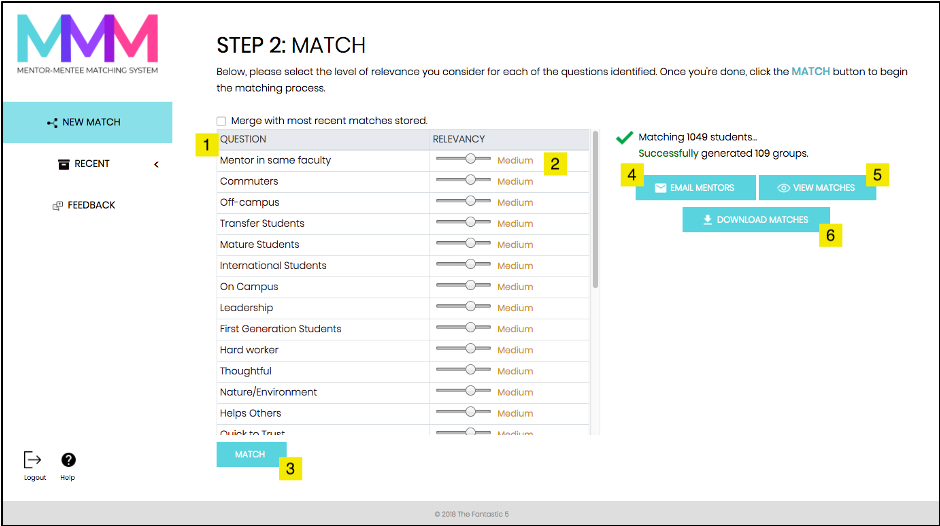 MMM
MENTOR-MENTEE MATCHING SYSTEM
NEW MATCH
RECENT
FEEDBACK
Logout
Help
STEP 2: MATCH
Below, please select the level of relevance you consider for each of the questions identified. Once you're done, click the MATCH button to begin
the matching process.
Merge with most recent matches stored.
1
QUESTION RELEVANCY
Mentor in same faculty Medium
2
Commuters Medium
Off-campus Medium
Transfer Students Medium
Mature Students Medium
International Students Medium
On Campus Medium
Leadership Medium
First Generation Students Medium
Hard worker Medium
Thoughtful Medium
Nature/Environment Medium
Helps Others Medium
Quick to Trust Medium
MATCH
3
Matching 1049 students...
Successfully generated 109 groups.
4
EMAIL MENTORS
VIEW MATCHES
5
DOWNLOAD MATCHES
6
© 2018 The Fantastic 5